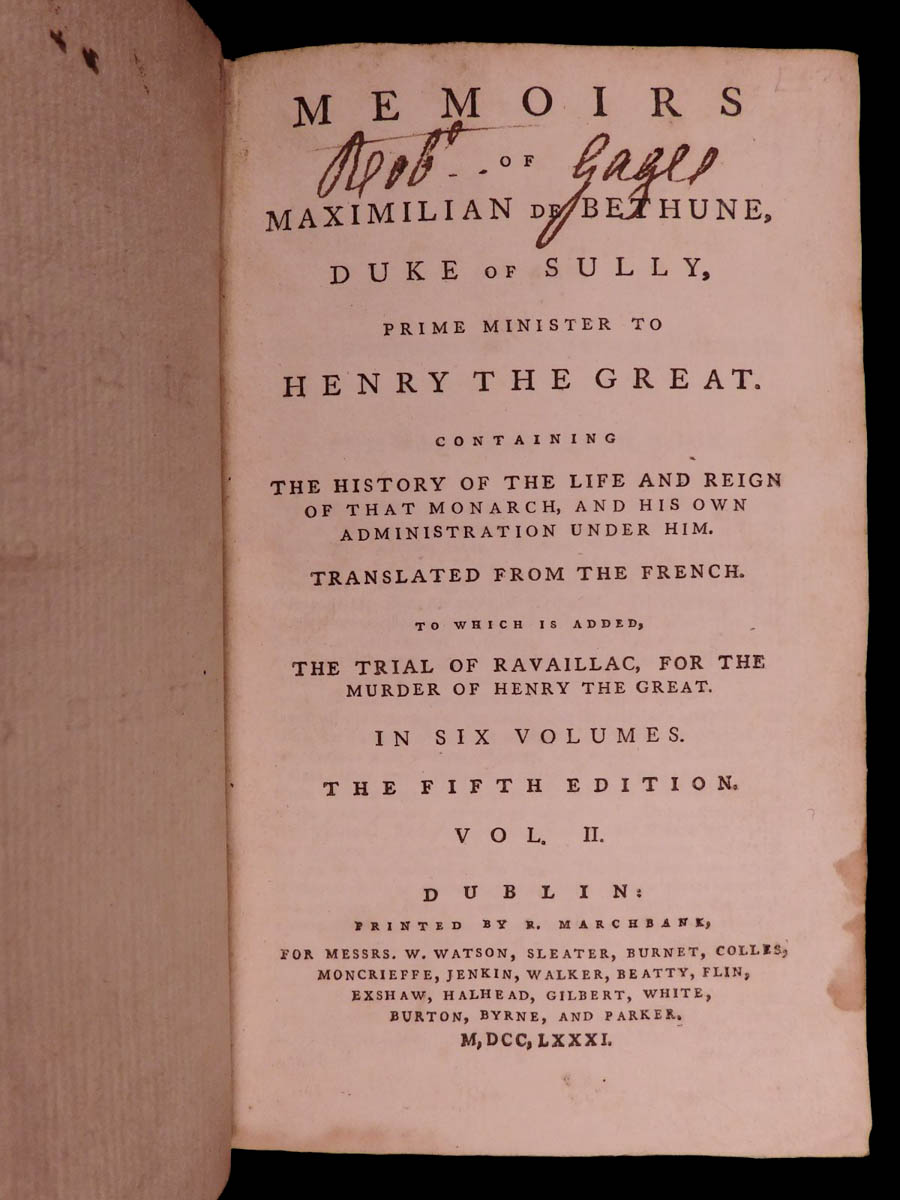 MEMOIRS
Robt Gage
OF
MAXIMILIAN DE BETHUNE,
DUKE OF SULLY,
PRIME MINISTER TO
HENRY THE GREAT.
CONTAINING
THE HISTORY OF THE LIFE AND REIGN
OF THAT MONARCH, AND HIS OWN
ADMINISTRATION UNDER HIM.
TRANSLATED FROM THE FRENCH.
TO WHICH IS ADDED,
THE TRIAL OF RAVAILLAC, FOR THE
MURDER OF HENRY THE GREAT.
IN SIX VOLUMES.
THE FIFTH EDITION.
VOL. II.
DUBLIN:
PRINTED BY R. MARCHBANK,
FOR MESSRS. W. WATSON, SLEATER, BURNET, COLLES,
MONCRIEFFE, JENKIN, WALKER, BEATTY, FLIN,
EXSHAW, HALHEAD, GILBERT, WHITE,
BURTON, BYRNE, AND PARKER.
M,DCC,LXXXI.